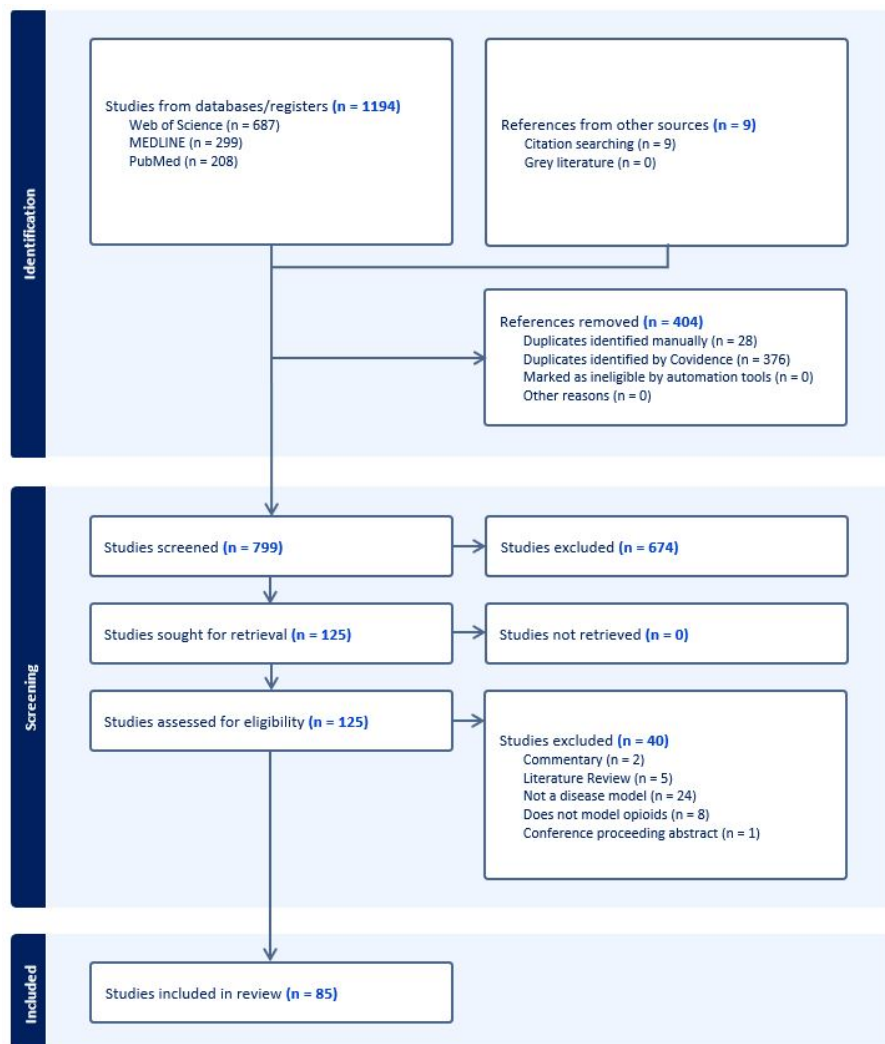 Identification
Studies from databases/registers (n = 1194)
Web of Science (n = 687)
MEDLINE (n = 299)
PubMed (n = 208)
References from other sources (n = 9)
Citation searching (n = 9)
Grey literature (n = 0)
References removed (n = 404)
Duplicates identified manually (n = 28)
Duplicates identified by Covidence (n = 376)
Marked as ineligible by automation tools (n = 0)
Other reasons (n = 0)
Screening
Studies screened (n = 799)
Studies excluded (n = 674)
Studies sought for retrieval (n = 125)
Studies not retrieved (n = 0)
Studies assessed for eligibility (n = 125)
Studies excluded (n = 40)
Commentary (n = 2)
Literature Review (n = 5)
Not a disease model (n = 24)
Does not model opioids (n = 8)
Conference proceeding abstract (n = 1)
Included
Studies included in review (n = 85)